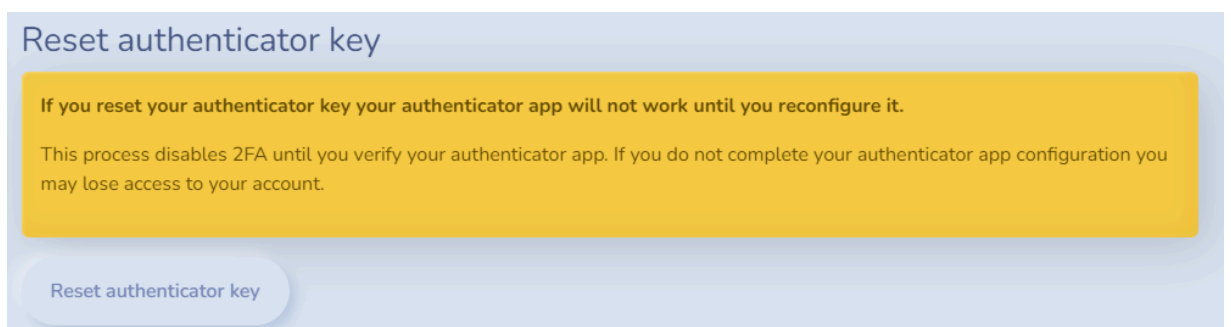 Reset authenticator key
If you reset your authenticator key your authenticator app will not work until you reconfigure it.
This process disables 2FA until you verify your authenticator app. If you do not complete your authenticator app configuration you
may lose access to your account.
Reset authenticator key